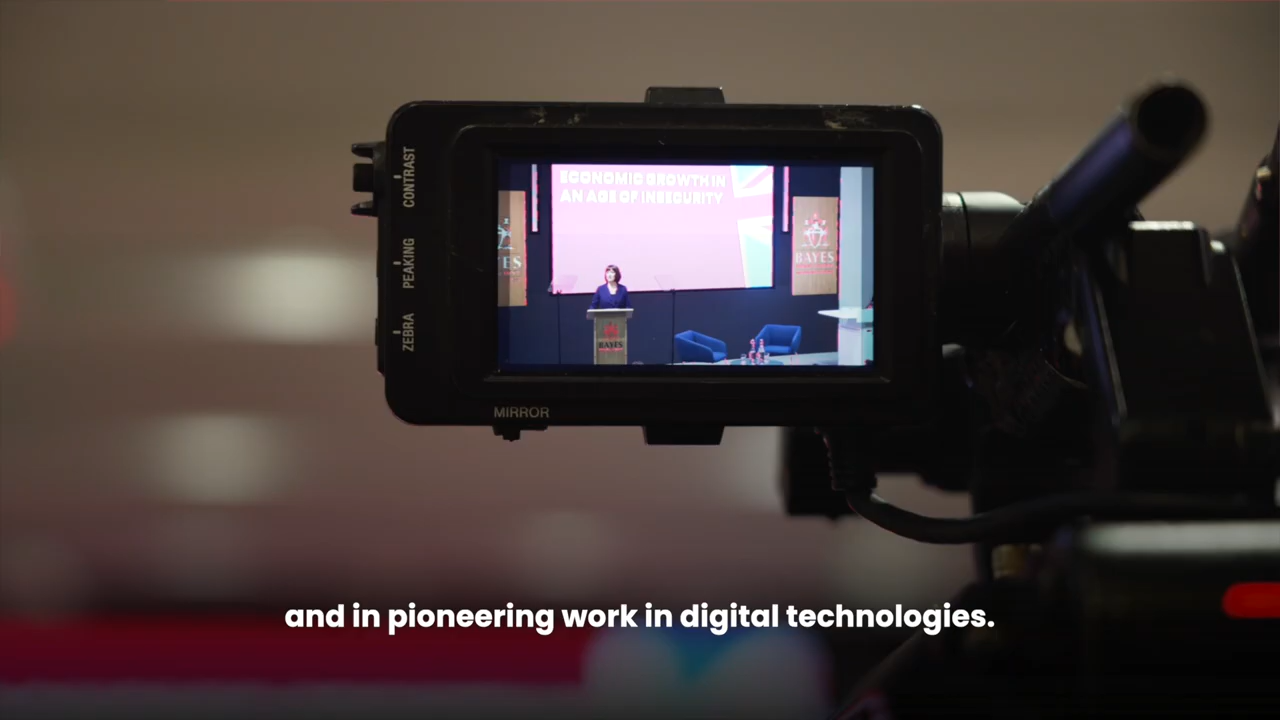 CONTRAST
PEAKING
ZEBRA
MIRROR
ECONOMIC GROWTH IN
AN AGE OF INSECURITY
BAYES
BAYES
and in pioneering work in digital technologies.